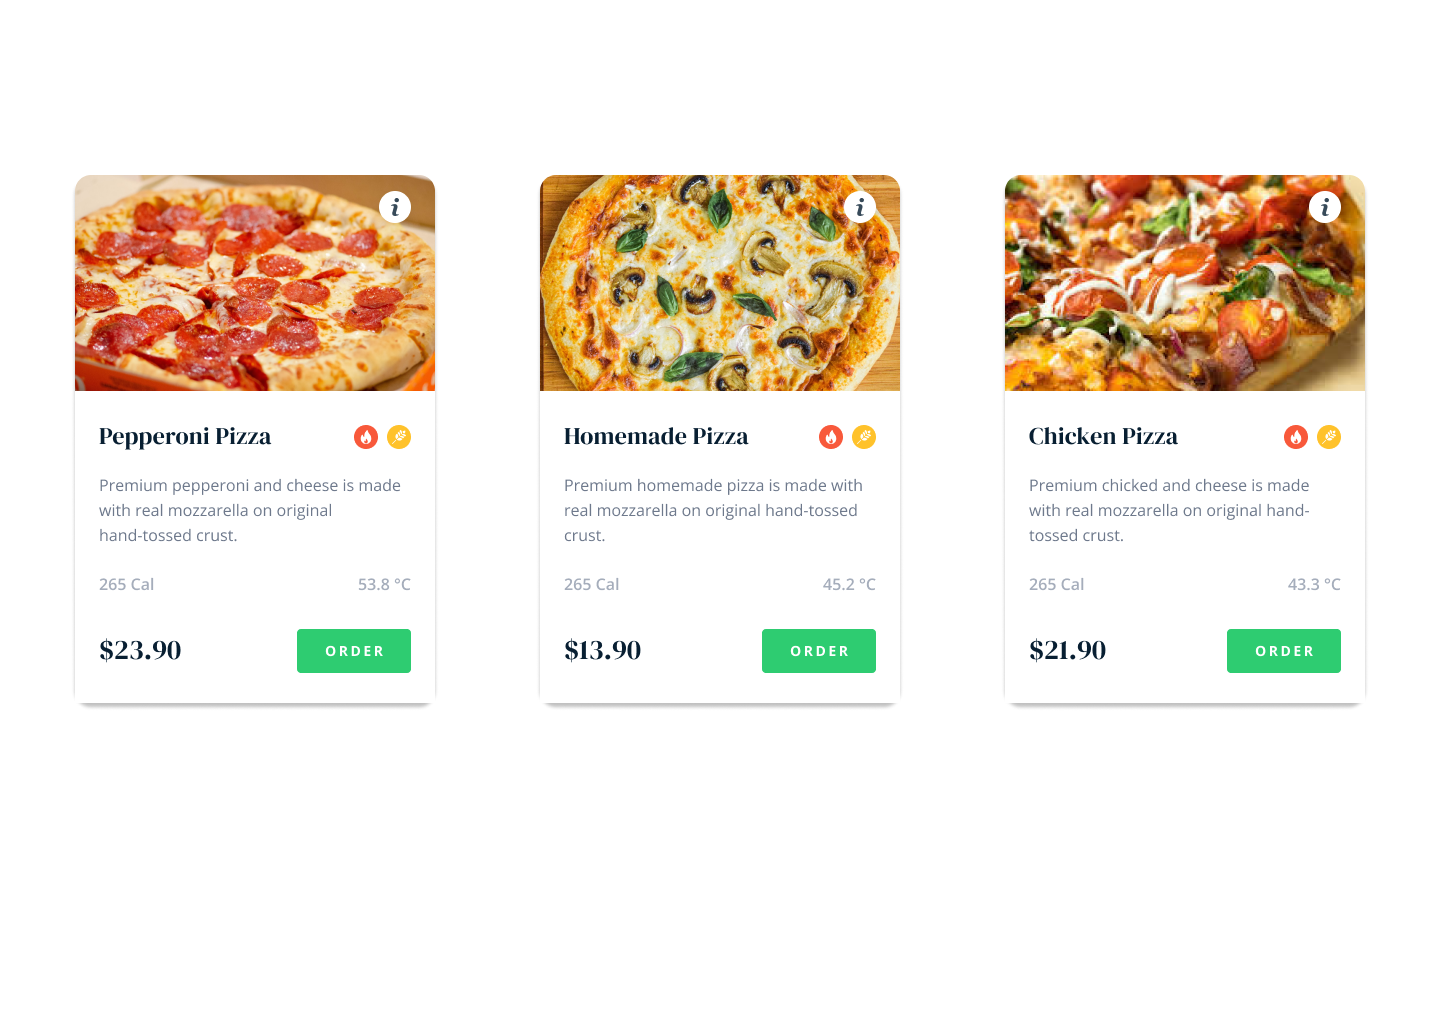 i
Pepperoni Pizza
Premium pepperoni and cheese is made
with real mozzarella on original
hand-tossed crust.
265 Cal
53.8 °C
$23.90
ORDER
i
Homemade Pizza
Premium homemade pizza is made with
real mozzarella on original hand-tossed
crust.
265 Cal
45.2 °C
$13.90
ORDER
i
Chicken Pizza
Premium chicked and cheese is made
with real mozzarella on original hand-
tossed crust.
265 Cal
43.3 °C
$21.90
ORDER